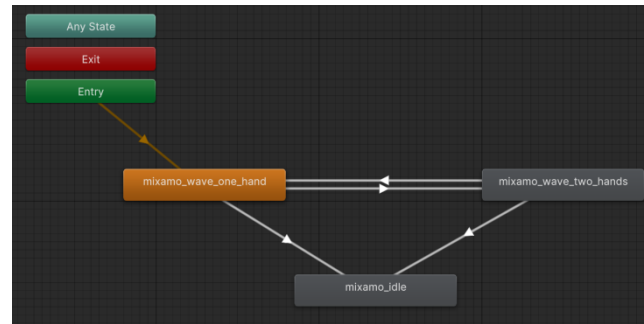 Any State
Exit
Entry
mixamo_wave_one_hand
mixamo_wave_two_hands
mixamo_idle